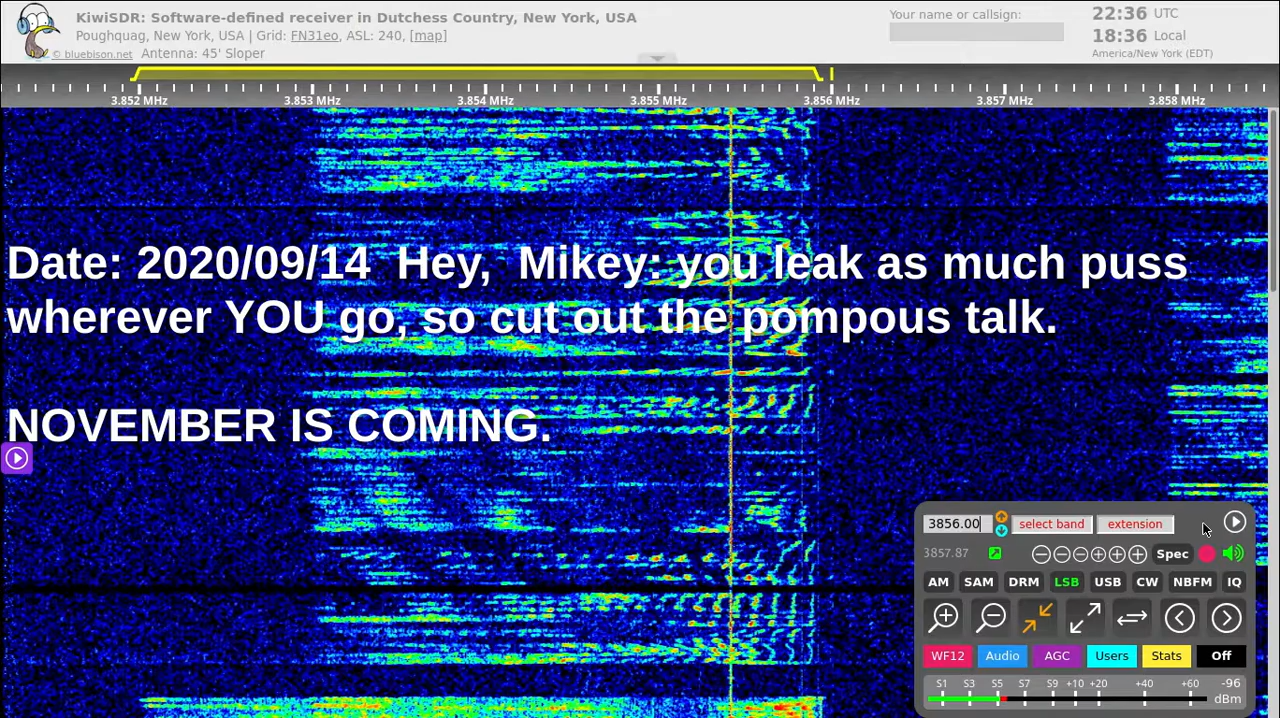 KiwiSDR: Software-defined receiver in Dutchess Country, New York, USA
Poughquag, New York, USA | Grid: FN31eo, ASL: 240, [map]
© bluebison.net Antenna: 45' Sloper
Your name or callsign:
22:36 UTC
18:36 Local
America/New York (EDT)
3.852 MHz 3.853 MHz 3.854 MHz 3.855 MHz 3.856 MHz 3.857 MHz 3.858 MHz
Date: 2020/09/14 Hey, Mikey: you leak as much puss
wherever YOU go, so cut out the pompous talk.
NOVEMBER IS COMING.
3856.00 select band extension
3857.87 Spec
AM SAM DRM LSB USB CW NBFM IQ
WF12 Audio AGC Users Stats Off
S1 S3 S5 S7 S9 +10 +20 +40 +60 -96
dBm